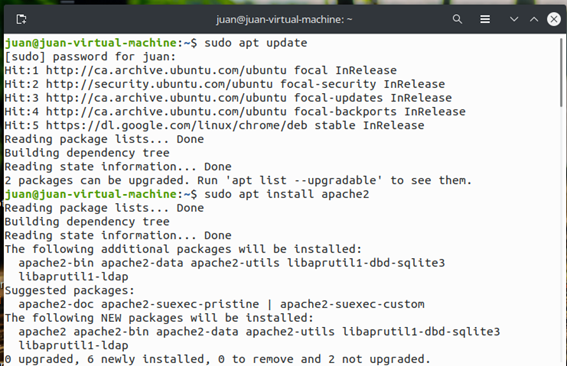 juan@juan-virtual-machine: ~
juan@juan-virtual-machine:~$ sudo apt update
[sudo] password for juan:
Hit:1 http://ca.archive.ubuntu.com/ubuntu focal InRelease
Hit:2 http://security.ubuntu.com/ubuntu focal-security InRelease
Hit:3 http://ca.archive.ubuntu.com/ubuntu focal-updates InRelease
Hit:4 http://ca.archive.ubuntu.com/ubuntu focal-backports InRelease
Hit:5 https://dl.google.com/linux/chrome/deb stable InRelease
Reading package lists... Done
Building dependency tree
Reading state information... Done
2 packages can be upgraded. Run 'apt list --upgradable' to see them.
juan@juan-virtual-machine:~$ sudo apt install apache2
Reading package lists... Done
Building dependency tree
Reading state information... Done
The following additional packages will be installed:
  apache2-bin apache2-data apache2-utils libaprutil1-dbd-sqlite3
  libaprutil1-ldap
Suggested packages:
  apache2-doc apache2-suexec-pristine | apache2-suexec-custom
The following NEW packages will be installed:
  apache2 apache2-bin apache2-data apache2-utils libaprutil1-dbd-sqlite3
  libaprutil1-ldap
0 upgraded, 6 newly installed, 0 to remove and 2 not upgraded.